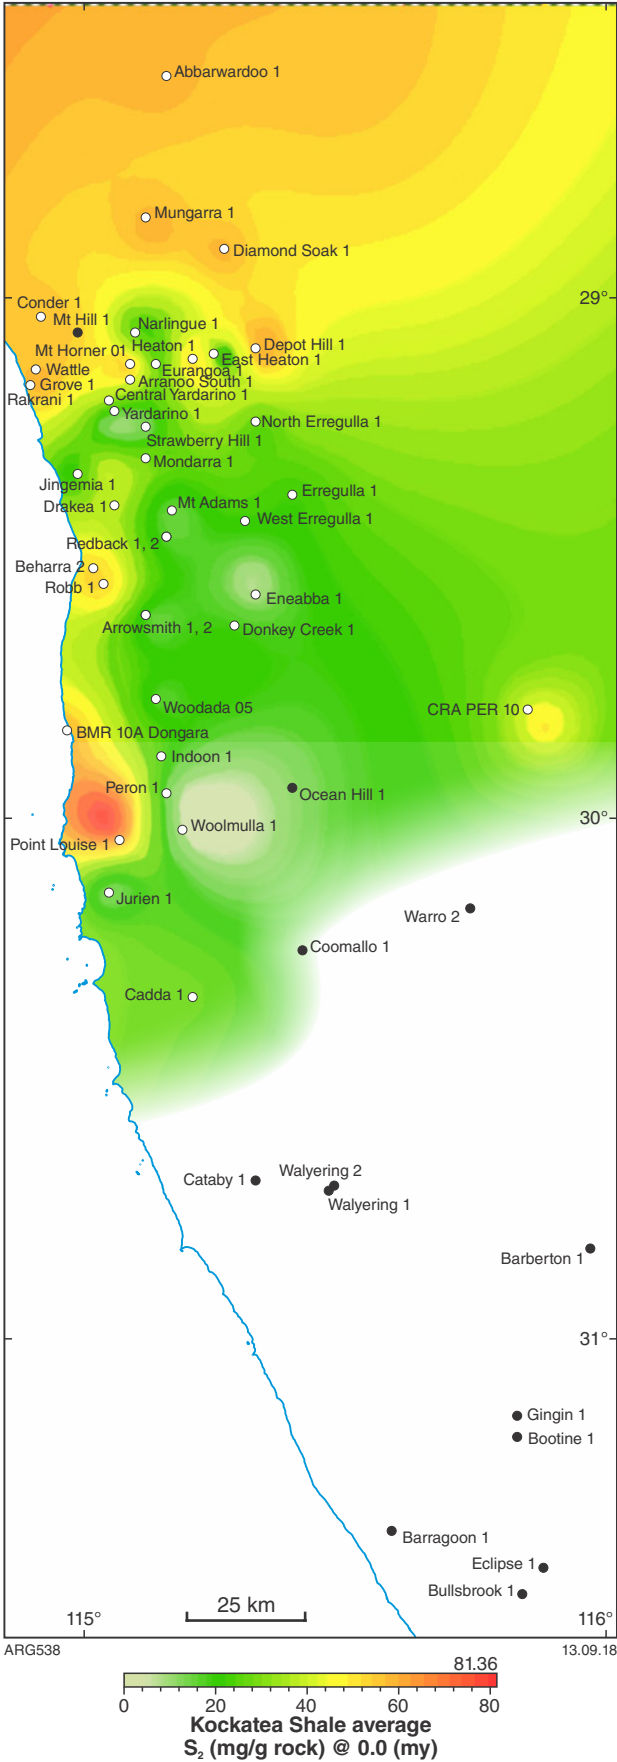 Abbarwardoo 1
Mungarra 1
Diamond Soak 1
29°
Conder 1
Mt Hill 1
Narlingue 1
Mt Horner 01
Heaton 1
Depot Hill 1
East Heaton 1
Wattle
Eurangoa 1
Grove 1
Arranoo South 1
Rakrani 1
Central Yardarino 1
Yardarino 1
North Erregulla 1
Strawberry Hill 1
Mondarra 1
Jingemia 1
Erregulla 1
Drakea 1
Mt Adams 1
West Erregulla 1
Redback 1, 2
Beharra 2
Robb 1
Eneabba 1
Arrowsmith 1, 2
Donkey Creek 1
Woodada 05
CRA PER 10
BMR 10A Dongara
Indoon 1
Peron 1
Ocean Hill 1
30°
Woolmulla 1
Point Louise 1
Jurien 1
Warro 2
Coomallo 1
Cadda 1
Cataby 1
Walyering 2
Walyering 1
Barberton 1
31°
Gingin 1
Bootine 1
Barragoon 1
Eclipse 1
Bullsbrook 1
25 km
115°
116°
ARG538
13.09.18
81.36
0 20 40 60 80
Kockatea Shale average
S₂ (mg/g rock) @ 0.0 (my)